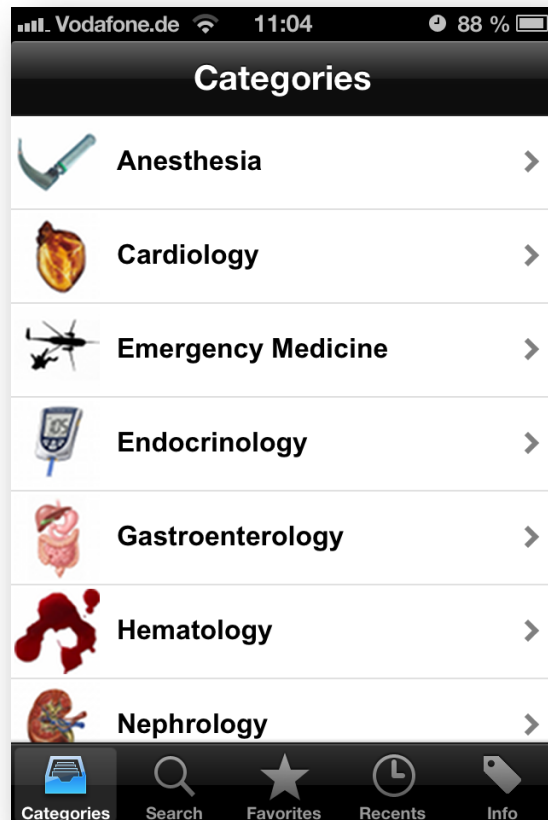 Vodafone.de 11:04 88 %
Categories
Anesthesia
Cardiology
Emergency Medicine
105
Endocrinology
Gastroenterology
Hematology
Nephrology
Categories Search Favorites Recents Info